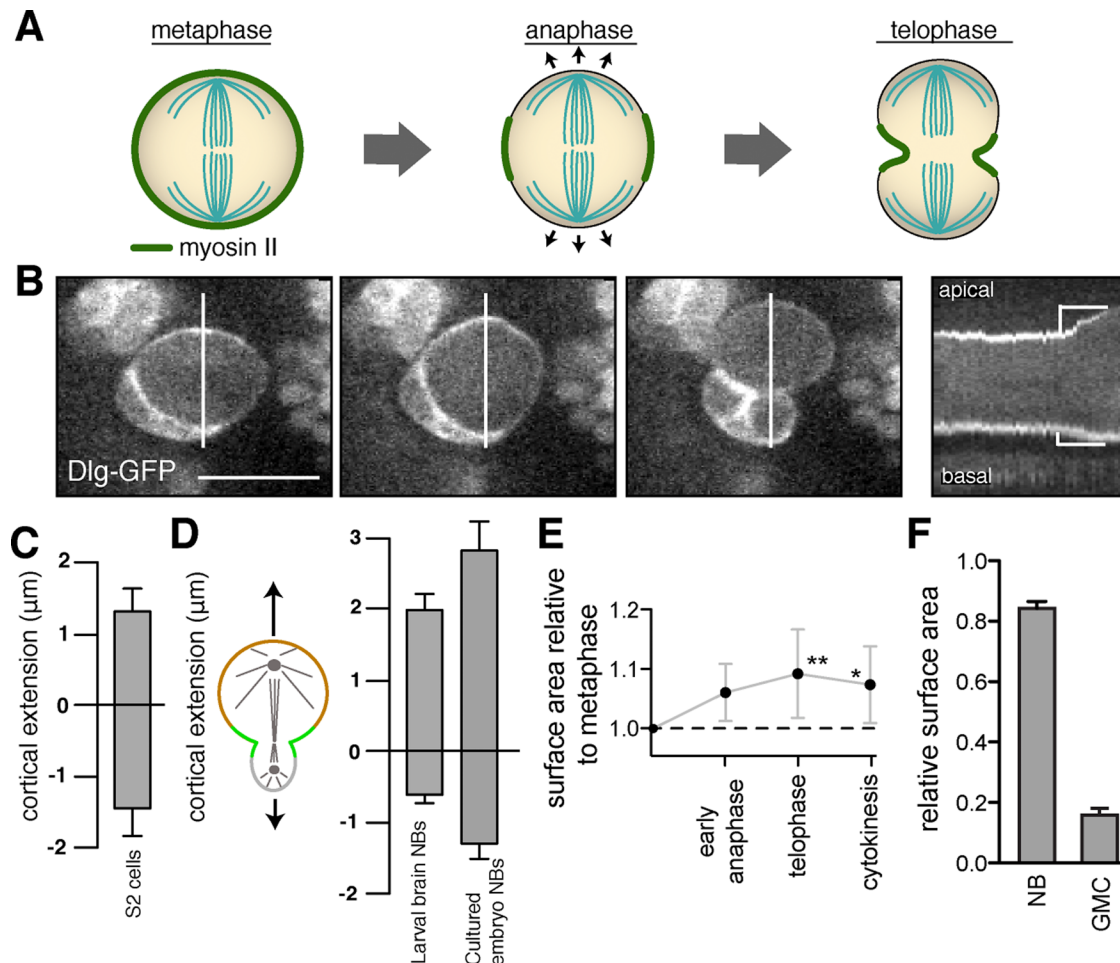 A
metaphase
anaphase
telophase
myosin II
B
Dlg-GFP
apical
basal
C
cortical extension (µm)
2
1
0
-1
-2
S2 cells
D
cortical extension (µm)
3
2
1
0
-1
-2
Larval brain NBs
Cultured
embryo NBs
E
surface area relative
to metaphase
1.2
1.1
1.0
**
*
early
anaphase
telophase
cytokinesis
F
relative surface area
1.0
0.8
0.6
0.4
0.2
0.0
NB
GMC